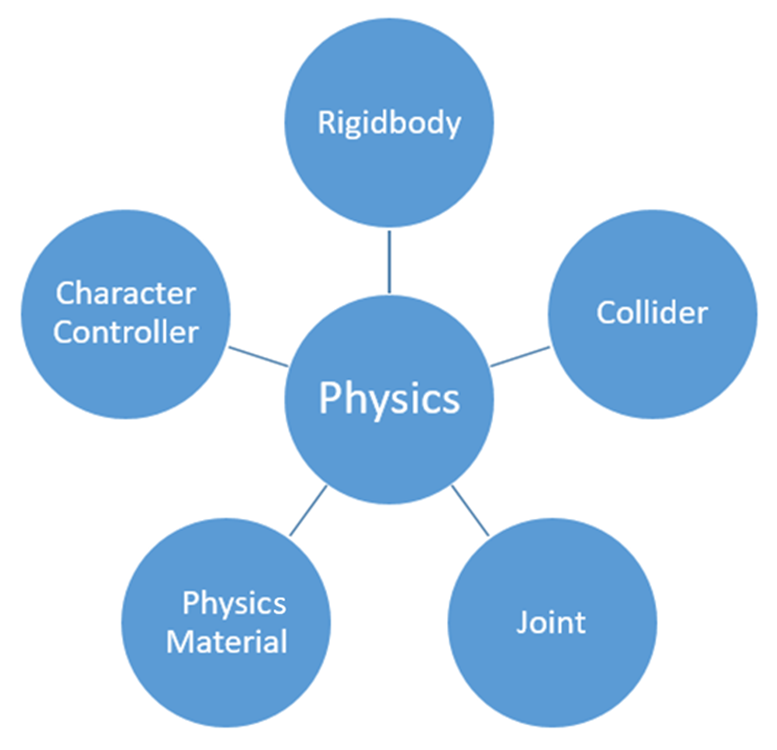 Rigidbody
Character
Controller
Collider
Physics
Physics
Material
Joint